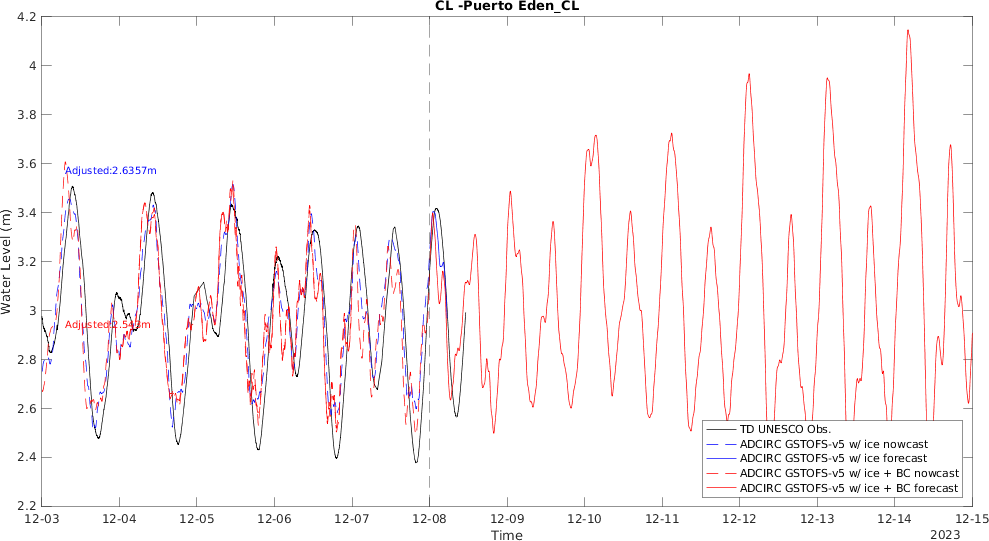 CL -Puerto Eden_CL
Water Level (m)
4.2
4
3.8
3.6
3.4
3.2
3
2.8
2.6
2.4
2.2
Adjusted:2.6357m
TD UNESCO Obs.
ADCIRC GSTOFS-v5 w/ ice nowcast
ADCIRC GSTOFS-v5 w/ ice forecast
ADCIRC GSTOFS-v5 w/ ice + BC nowcast
ADCIRC GSTOFS-v5 w/ ice + BC forecast
12-03 12-04 12-05 12-06 12-07 12-08 12-09 12-10 12-11 12-12 12-13 12-14 12-15
Time
2023